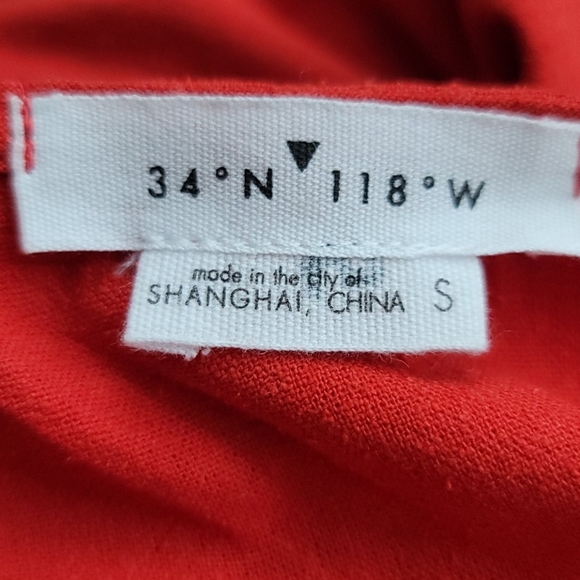 34°N ▼ 118°W
made in the city of:
SHANGHAI, CHINA S